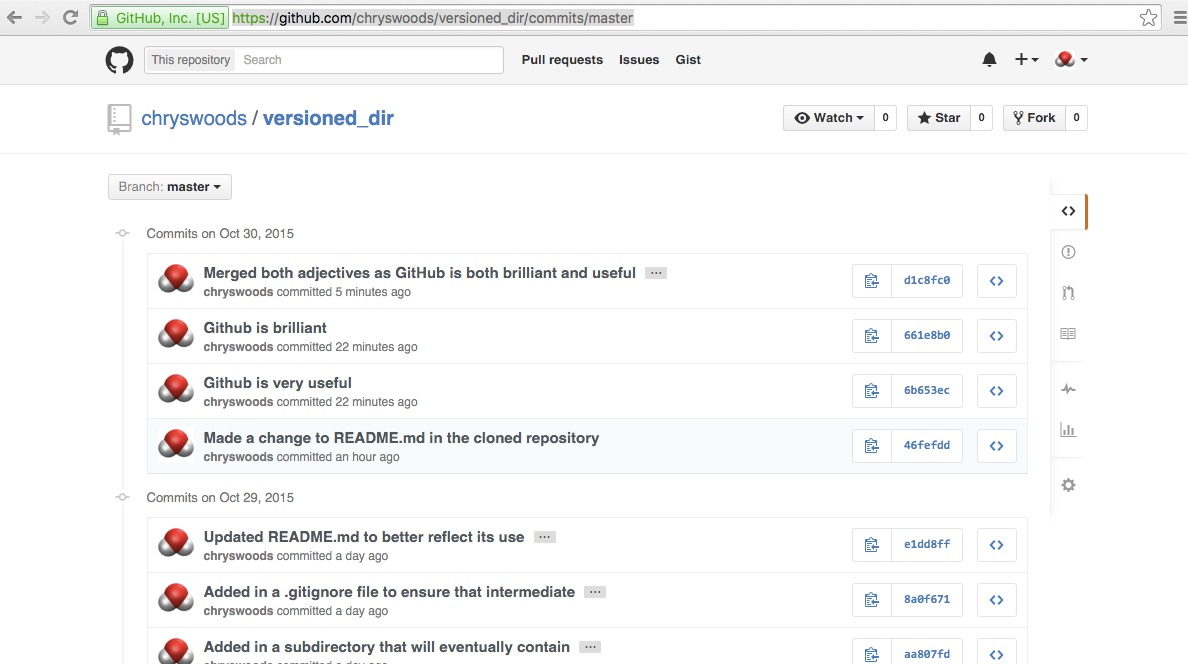 GitHub, Inc. [US] https://github.com/chryswoods/versioned_dir/commits/master
This repository Search Pull requests Issues Gist
chryswoods / versioned_dir Watch 0 Star 0 Fork 0
Branch: master
Commits on Oct 30, 2015
Merged both adjectives as GitHub is both brilliant and useful ...
chryswoods committed 5 minutes ago
d1c8fc0
Github is brilliant
chryswoods committed 22 minutes ago
661e8b0
Github is very useful
chryswoods committed 22 minutes ago
6b653ec
Made a change to README.md in the cloned repository
chryswoods committed an hour ago
46fefdd
Commits on Oct 29, 2015
Updated README.md to better reflect its use ...
chryswoods committed a day ago
e1dd8ff
Added in a .gitignore file to ensure that intermediate ...
chryswoods committed a day ago
8a0f671
Added in a subdirectory that will eventually contain ...
aa807fd